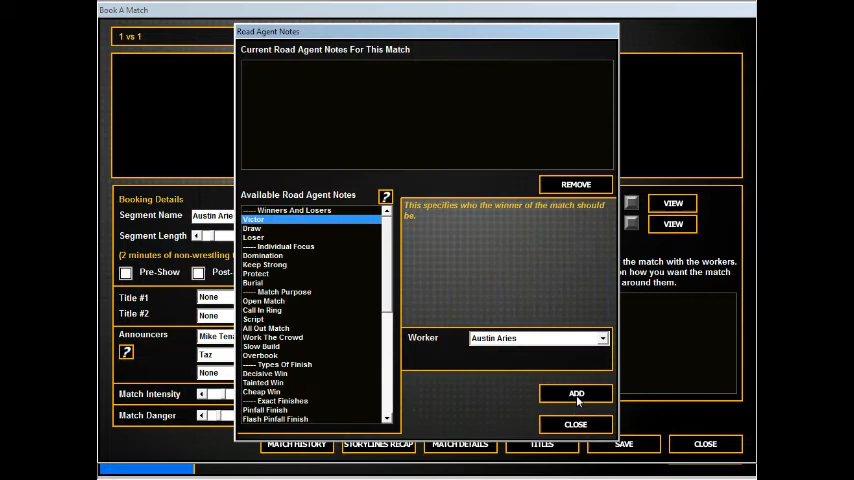 Book A Match
Road Agent Notes
1 vs 1
Current Road Agent Notes For This Match
REMOVE
Available Road Agent Notes
?
----- Winners And Losers
Victor
Draw
Loser
----- Individual Focus
Domination
Keep Strong
Protect
Burial
----- Match Purpose
Open Match
Call In Ring
Script
All Out Match
Work The Crowd
Slow Build
Overbook
----- Types Of Finish
Decisive Win
Tainted Win
Cheap Win
----- Exact Finishes
Pinfall Finish
Flash Pinfall Finish
This specifies who the winner of the match should
be.
Worker
Austin Aries
ADD
CLOSE
Booking Details
Segment Name
Austin Arie
Segment Length
(2 minutes of non-wrestling
Pre-Show
Post-
Title #1
None
Title #2
None
Announcers
Mike Tena
?
Taz
None
Match Intensity
Match Danger
VIEW
VIEW
the match with the workers.
on how you want the match
around them.
MATCH HISTORY
STORYLINES RECAP
MATCH DETAILS
TITLES
SAVE
CLOSE